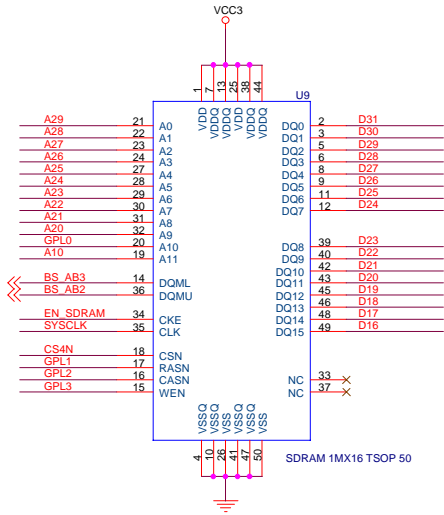 VCC3
1 7 13 25 38 44
U9
VDD VDDQ VDDQ VDD VDDQ VDDQ
A29 21 A0 DQ0 2 D31
A28 22 A1 DQ1 3 D30
A27 23 A2 DQ2 5 D29
A26 24 A3 DQ3 6 D28
A25 27 A4 DQ4 8 D27
A24 28 A5 DQ5 9 D26
A23 29 A6 DQ6 11 D25
A22 30 A7 DQ7 12 D24
A21 31 A8
A20 32 A9
GPL0 20 A10 DQ8 39 D23
A10 19 A11 DQ9 40 D22
DQ10 42 D21
BS_AB3 14 DQML DQ11 43 D20
BS_AB2 36 DQMU DQ12 45 D19
DQ13 46 D18
EN_SDRAM 34 CKE DQ14 48 D17
SYSCLK 35 CLK DQ15 49 D16
CS4N 18 CSN
GPL1 17 RASN
GPL2 16 CASN NC 33
GPL3 15 WEN NC 37
VSSQ VSSQ VSS VSSQ VSSQ VSS
4 10 26 41 47 50
SDRAM 1MX16 TSOP 50